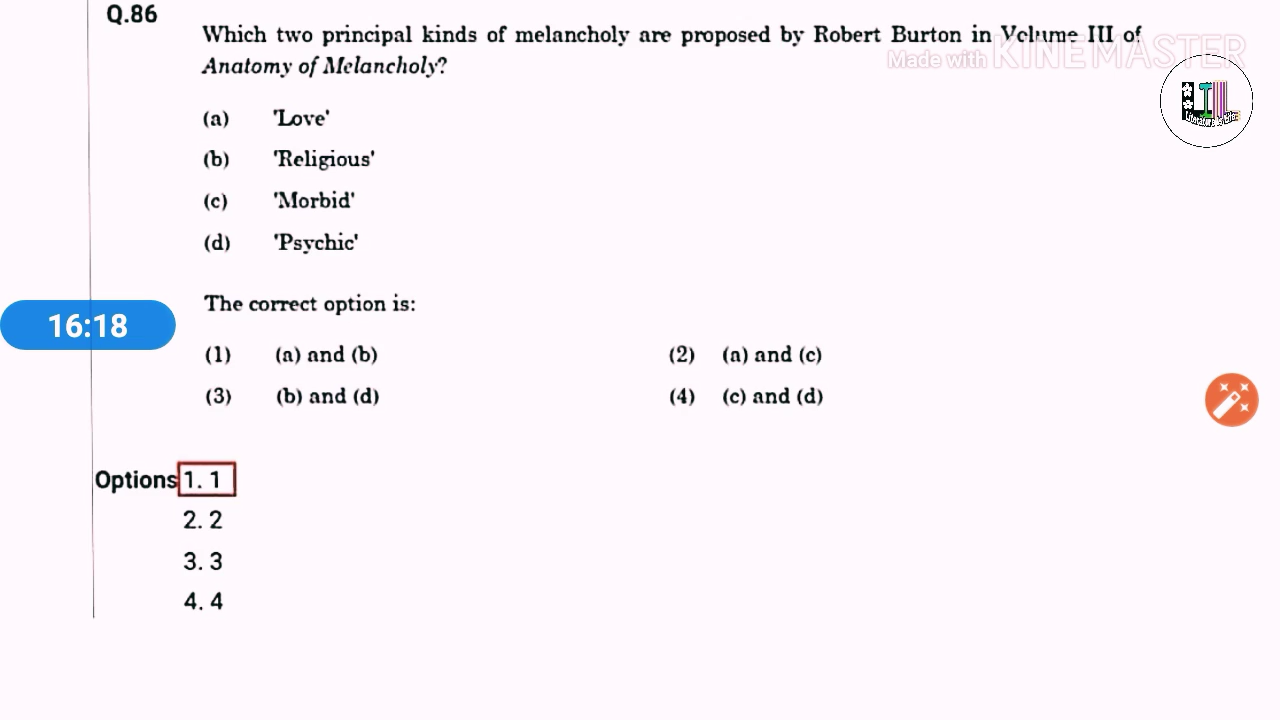 Q.86
Which two principal kinds of melancholy are proposed by Robert Burton in Volume III of
Made with KINEMASTER
Anatomy of Melancholy?
(a) 'Love'
(b) 'Religious'
(c) 'Morbid'
(d) 'Psychic'
The correct option is:
16:18
(1) (a) and (b) (2) (a) and (c)
(3) (b) and (d) (4) (c) and (d)
Options 1. 1
2. 2
3. 3
4. 4